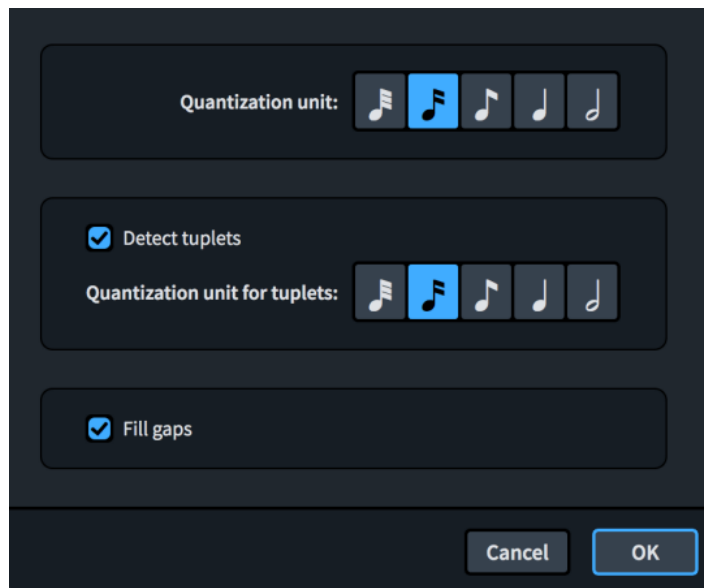 Quantization unit:
Detect tuplets
Quantization unit for tuplets:
Fill gaps
Cancel OK